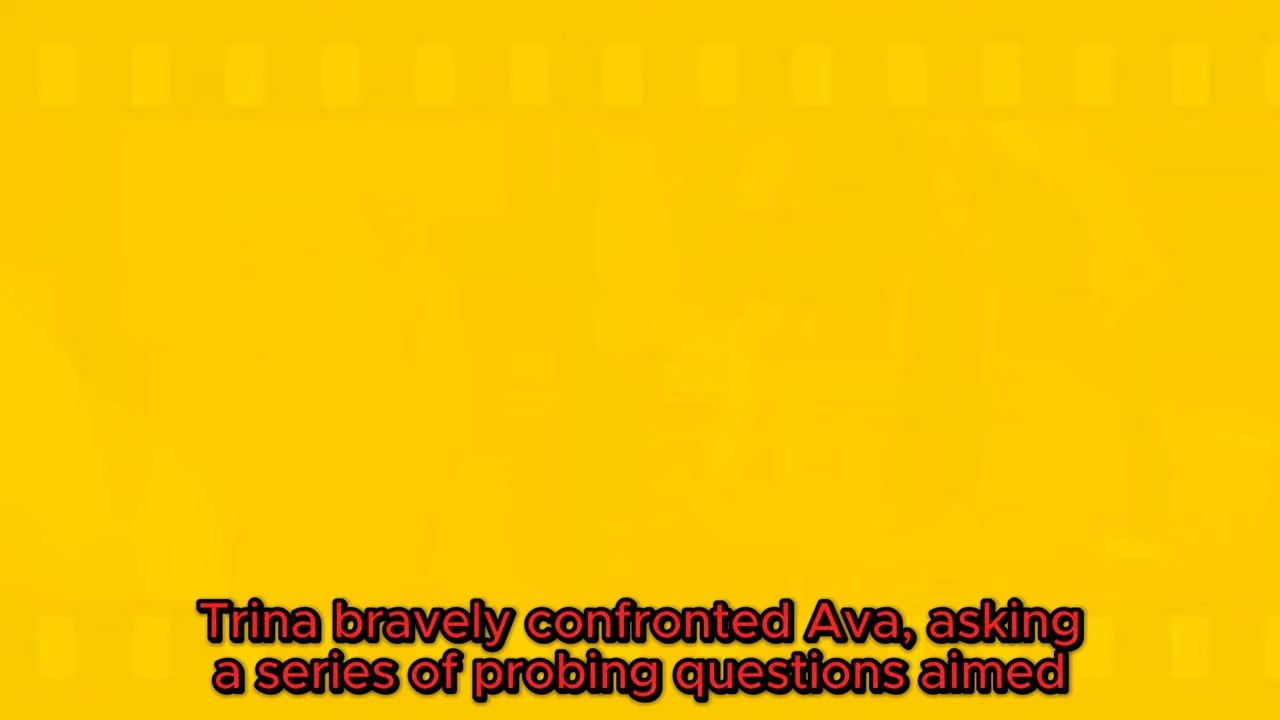 Trina bravely confronted Ava, asking
a series of probing questions aimed